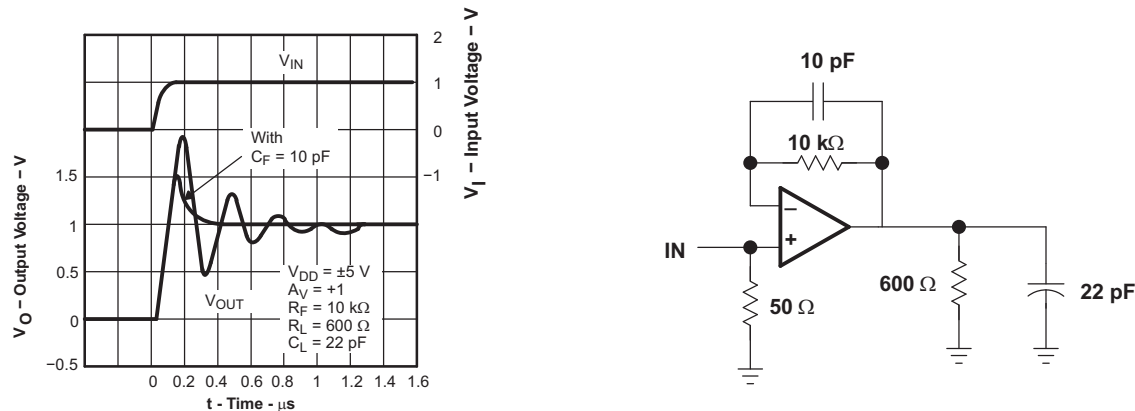 2
1
0
−1
V_I − Input Voltage − V
V_IN
With
C_F = 10 pF
V_O − Output Voltage − V
1.5
1
0.5
0
−0.5
V_OUT
V_DD = ±5 V
A_V = +1
R_F = 10 kΩ
R_L = 600 Ω
C_L = 22 pF
0 0.2 0.4 0.6 0.8 1 1.2 1.4 1.6
t - Time - μs
10 pF
10 kΩ
−
+
IN
50 Ω
600 Ω
22 pF